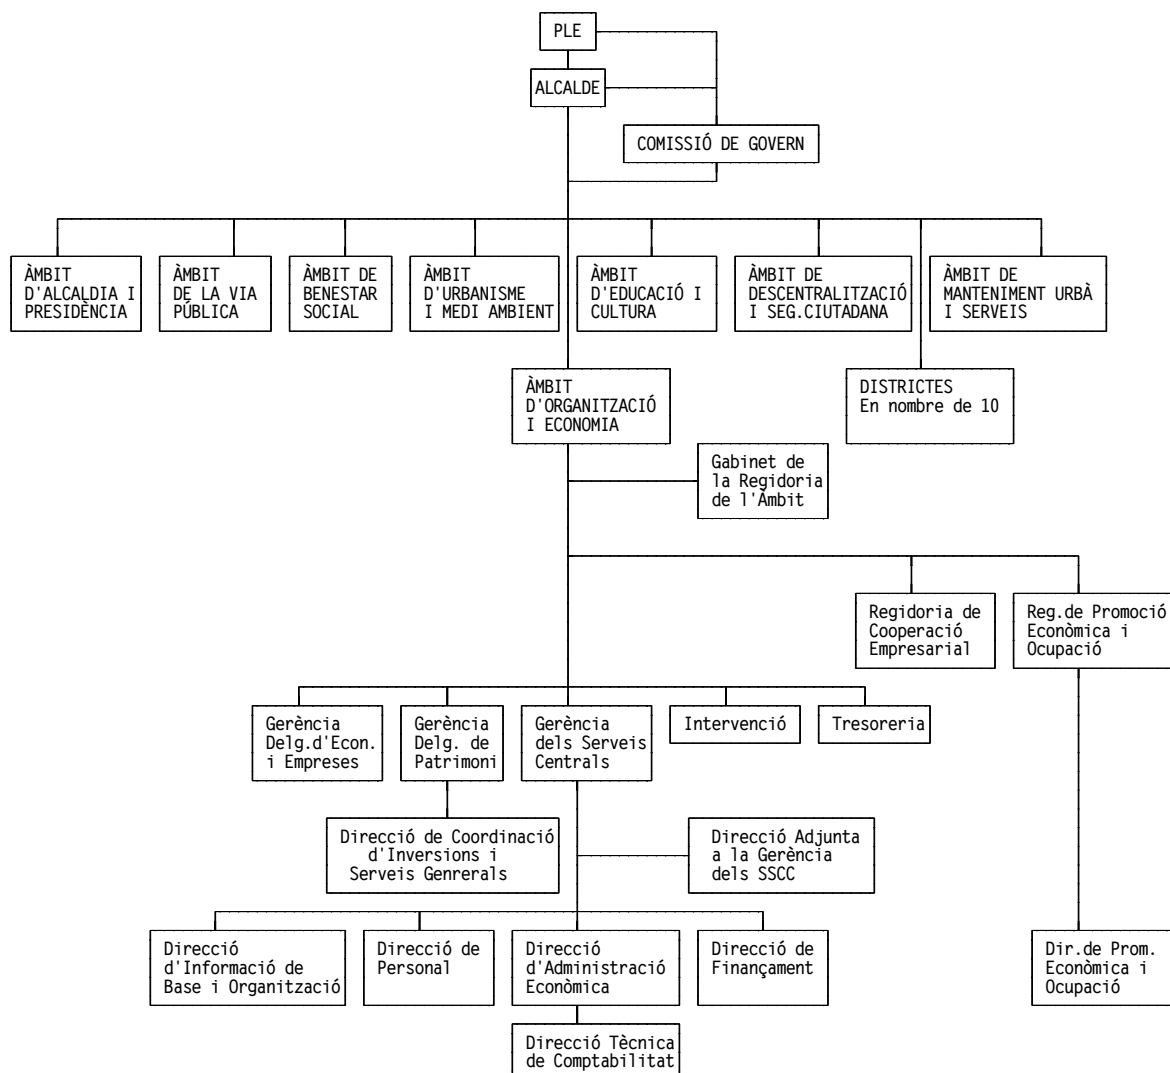 PLE
ALCALDE
COMISSIÓ DE GOVERN
ÀMBIT
D'ALCALDIA I
PRESIDÈNCIA
ÀMBIT
DE LA VIA
PÚBLICA
ÀMBIT DE
BENESTAR
SOCIAL
ÀMBIT
D'URBANISME
I MEDI AMBIENT
ÀMBIT
D'EDUCACIÓ I
CULTURA
ÀMBIT DE
DESCENTRALITZACIÓ
I SEG.CIUTADANA
ÀMBIT DE
MANTENIMENT URBÀ
I SERVEIS
ÀMBIT
D'ORGANITZACIÓ
I ECONOMIA
DISTRICTES
En nombre de 10
Gabinet de
la Regidoria
de l'Àmbit
Regidoria de
Cooperació
Empresarial
Reg.de Promoció
Econòmica i
Ocupació
Gerència
Delg.d'Econ.
i Empreses
Gerència
Delg. de
Patrimoni
Gerència
dels Serveis
Centrals
Intervenció
Tresoreria
Direcció de Coordinació
d'Inversions i
Serveis Genrerals
Direcció Adjunta
a la Gerència
dels SSCC
Direcció
d'Informació de
Base i Organització
Direcció de
Personal
Direcció
d'Administració
Econòmica
Direcció de
Finançament
Dir.de Prom.
Econòmica i
Ocupació
Direcció Tècnica
de Comptabilitat